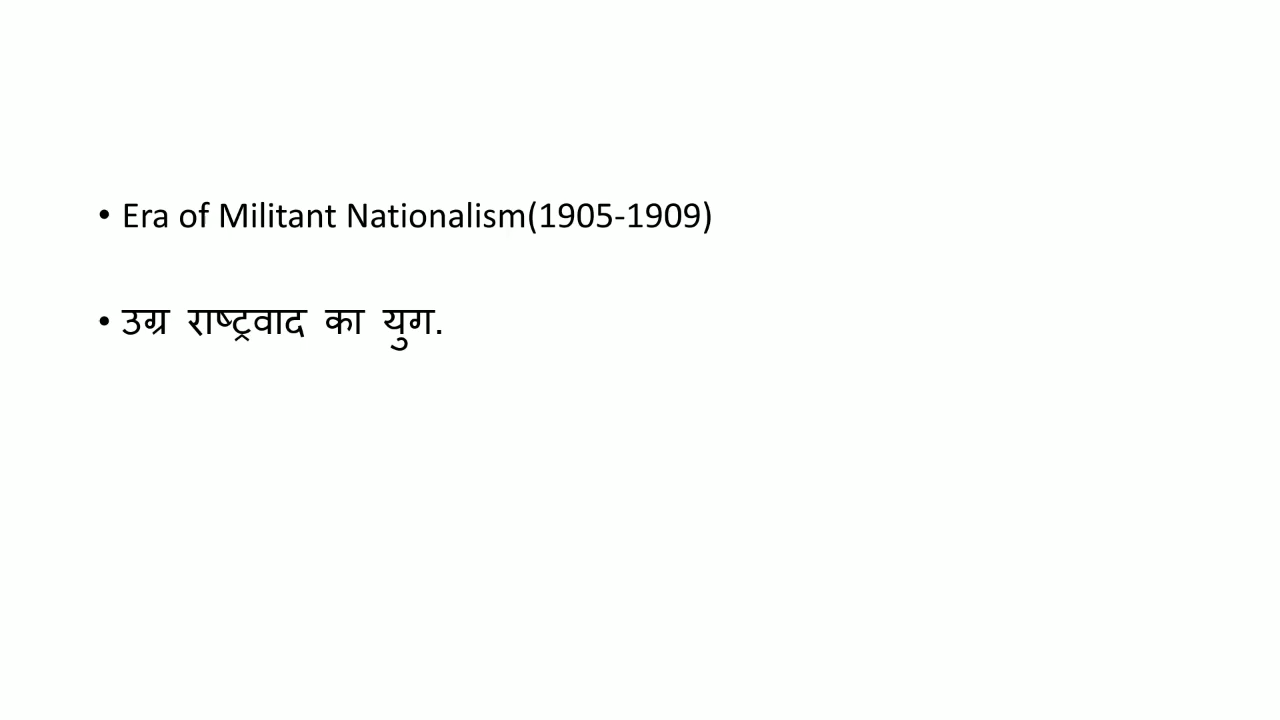 • Era of Militant Nationalism(1905-1909)
• उग्र राष्ट्रवाद का युग.